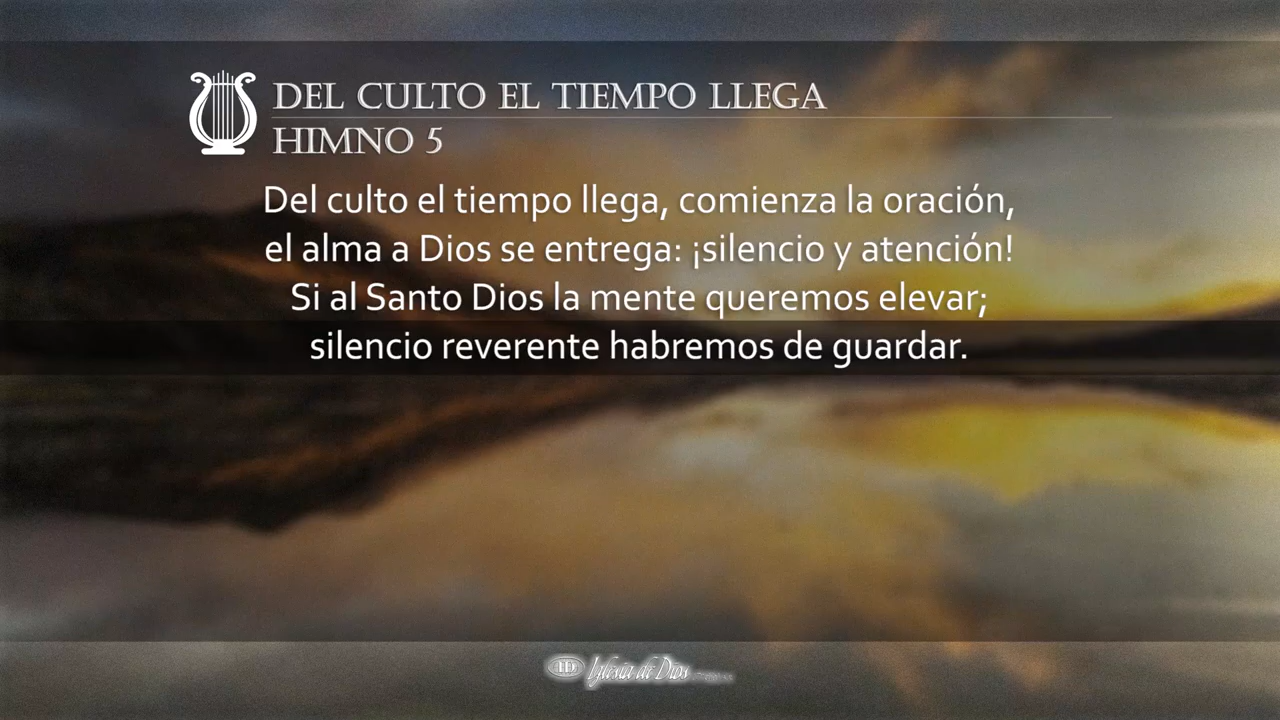 DEL CULTO EL TIEMPO LLEGA
HIMNO 5
Del culto el tiempo llega, comienza la oración,
el alma a Dios se entrega: ¡silencio y atención!
Si al Santo Dios la mente queremos elevar;
silencio reverente habremos de guardar.
ID Iglesia de Dios